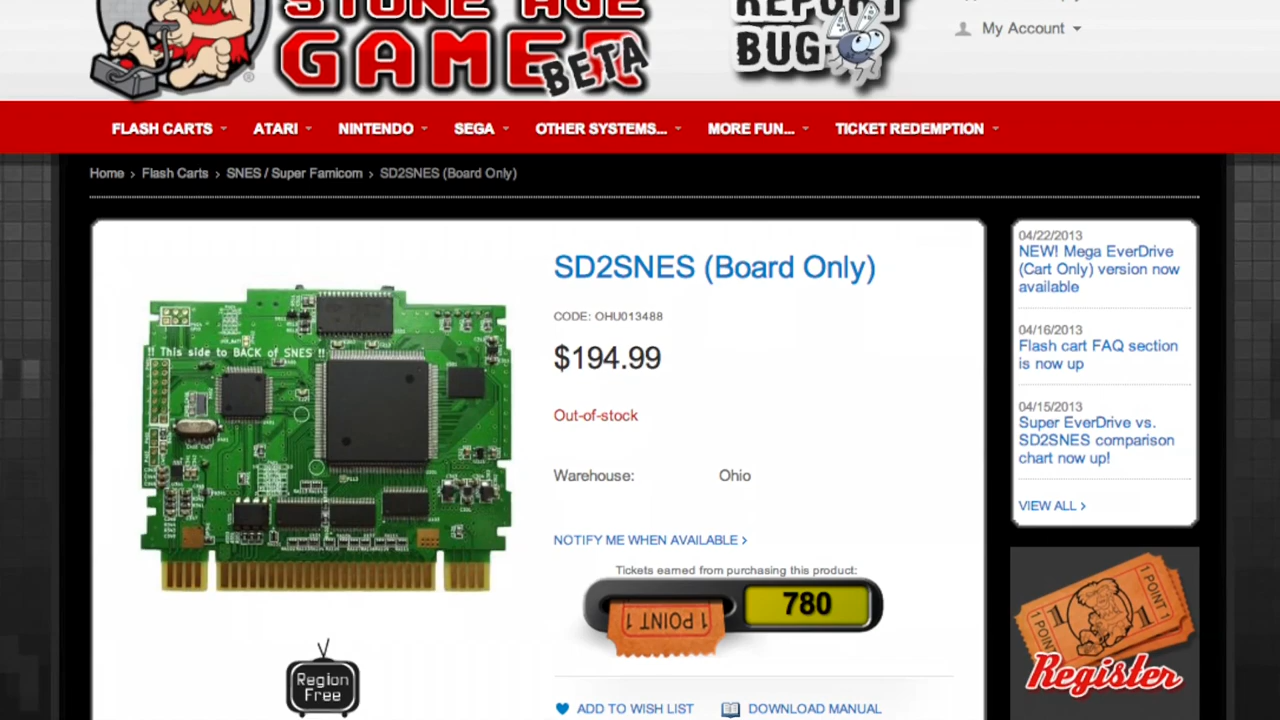 STONE AGE
GAMER
BETA
REPORT
BUG
My Account
FLASH CARTS
ATARI
NINTENDO
SEGA
OTHER SYSTEMS...
MORE FUN...
TICKET REDEMPTION
Home › Flash Carts › SNES / Super Famicom › SD2SNES (Board Only)
!! This side to BACK of SNES !!
Region
Free
SD2SNES (Board Only)
CODE: OHU013488
$194.99
Out-of-stock
Warehouse: Ohio
NOTIFY ME WHEN AVAILABLE ›
Tickets earned from purchasing this product:
1 POINT
780
ADD TO WISH LIST
DOWNLOAD MANUAL
04/22/2013
NEW! Mega EverDrive
(Cart Only) version now
available
04/16/2013
Flash cart FAQ section
is now up
04/15/2013
Super EverDrive vs.
SD2SNES comparison
chart now up!
VIEW ALL ›
1 POINT
Register